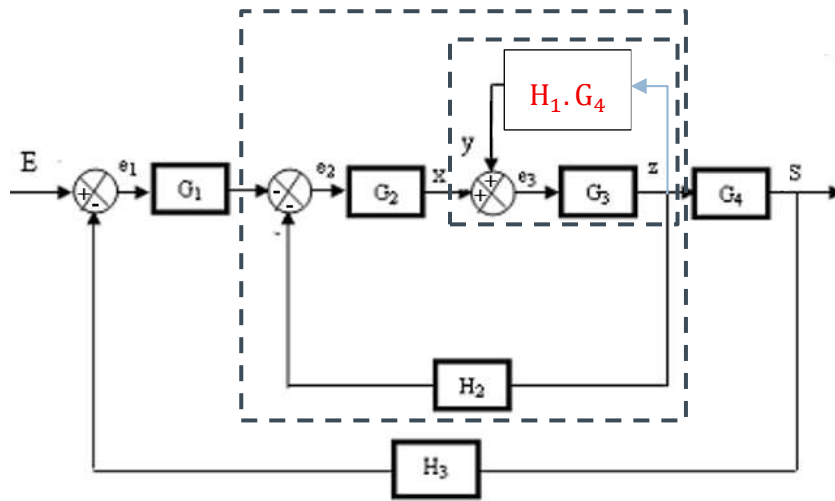 H₁.G₄
y
E
+
-
e₁
G₁
-
-
e₂
G₂
x
+
+
e₃
G₃
z
G₄
S
-
H₂
H₃